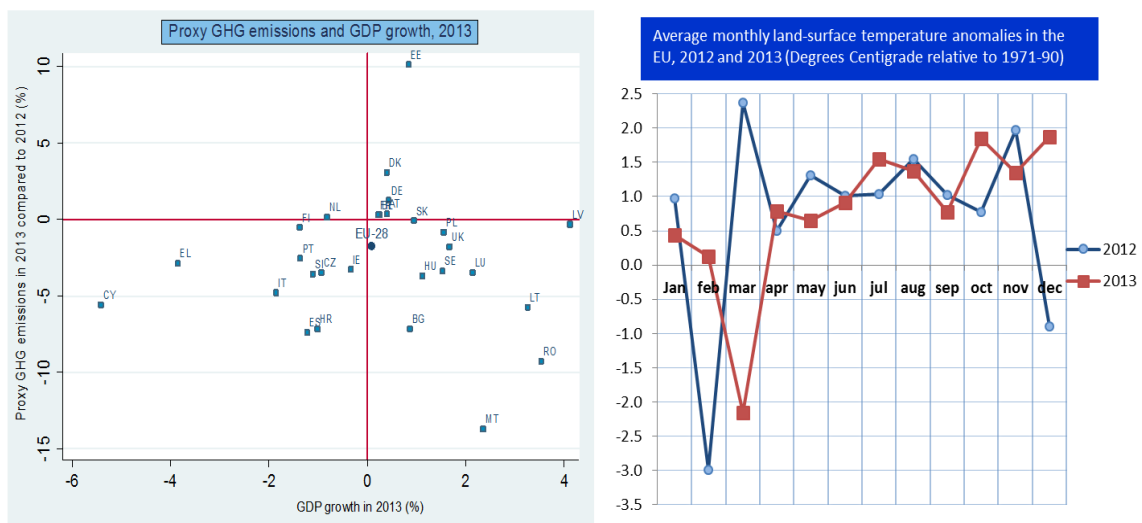 Proxy GHG emissions and GDP growth, 2013
Proxy GHG emissions in 2013 compared to 2012 (%)
10
5
0
-5
-10
-15
EE
DK
DE
AT
NL
SK
LV
FI
PL
EU-28
UK
EL
PT
SI
CZ
IE
HU
SE
LU
IT
CY
LT
ES
HR
BG
RO
MT
-6
-4
-2
0
2
4
GDP growth in 2013 (%)
Average monthly land-surface temperature anomalies in the
EU, 2012 and 2013 (Degrees Centigrade relative to 1971-90)
2.5
2.0
1.5
1.0
0.5
0.0
-0.5
-1.0
-1.5
-2.0
-2.5
-3.0
-3.5
Jan feb mar apr may jun jul aug sep oct nov dec
2012
2013